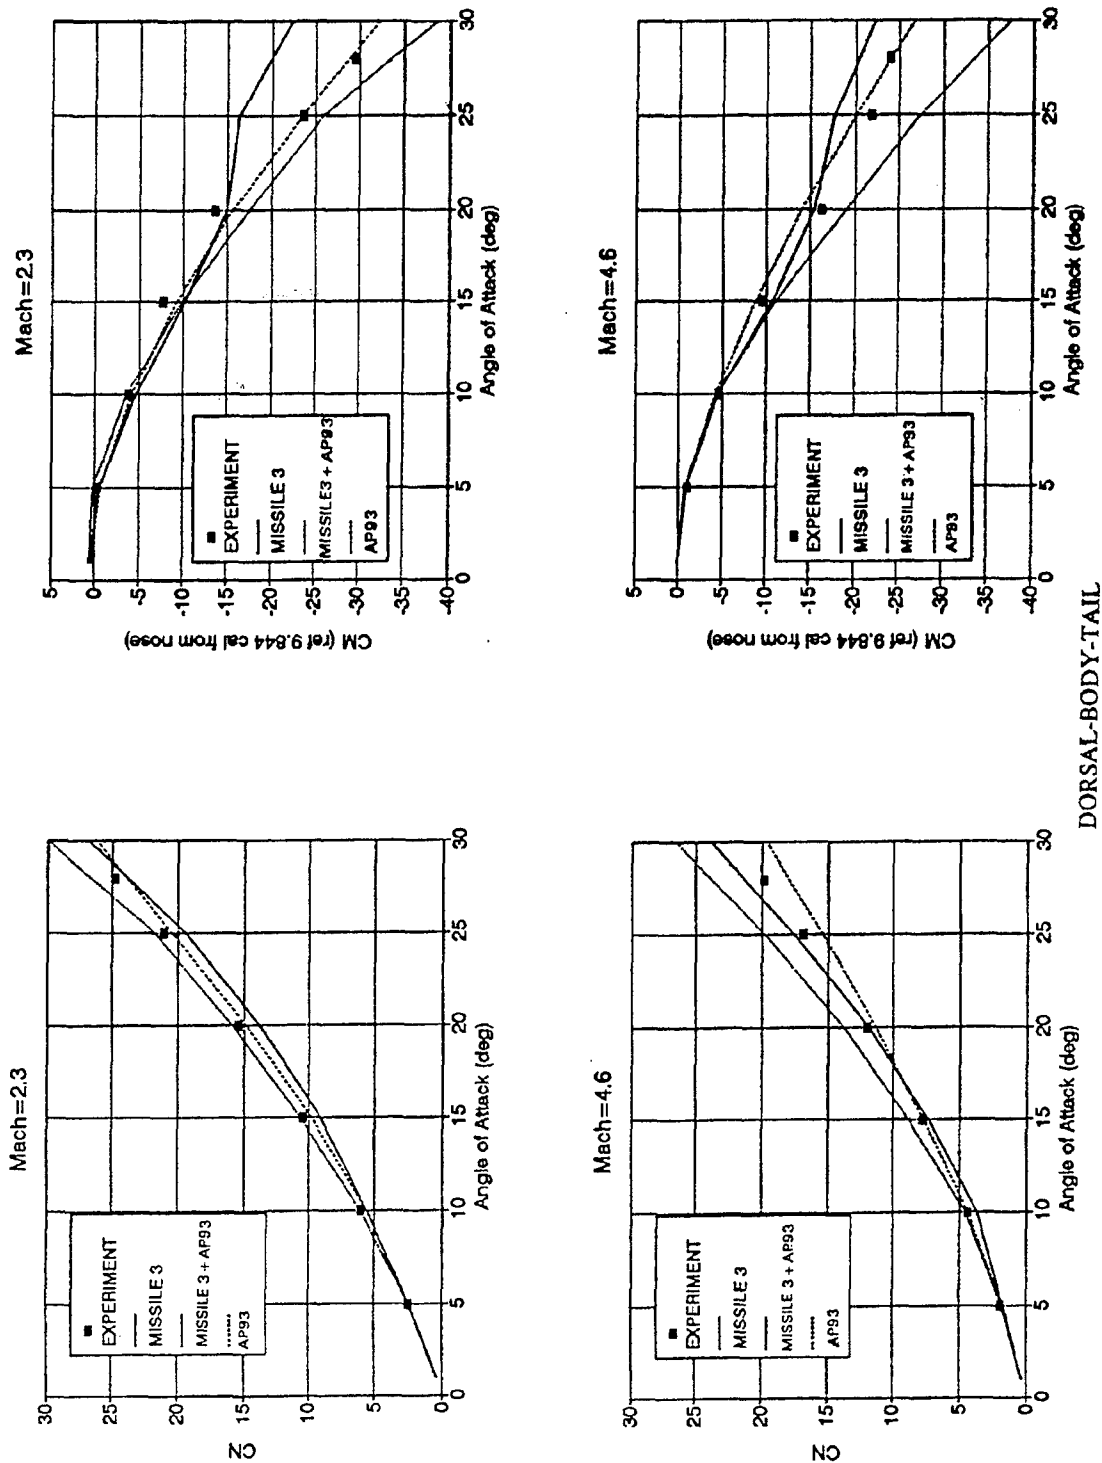 Mach=2.3
CN
30
25
20
15
10
5
0
EXPERIMENT
MISSILE 3
MISSILE 3 + AP93
AP93
0
5
10
15
20
25
30
Angle of Attack (deg)
Mach=2.3
CM (ref 9.844 cal from nose)
5
0
-5
-10
-15
-20
-25
-30
-35
-40
EXPERIMENT
MISSILE 3
MISSILE3 + AP93
AP93
0
5
10
15
20
25
30
Angle of Attack (deg)
Mach=4.6
CN
30
25
20
15
10
5
0
EXPERIMENT
MISSILE 3
MISSILE 3 + AP93
AP93
0
5
10
15
20
25
30
Angle of Attack (deg)
Mach=4.6
CM (ref 9.844 cal from nose)
5
0
-5
-10
-15
-20
-25
-30
-35
-40
EXPERIMENT
MISSILE 3
MISSILE 3 + AP93
AP93
0
5
10
15
20
25
30
Angle of Attack (deg)
DORSAL-BODY-TAIL